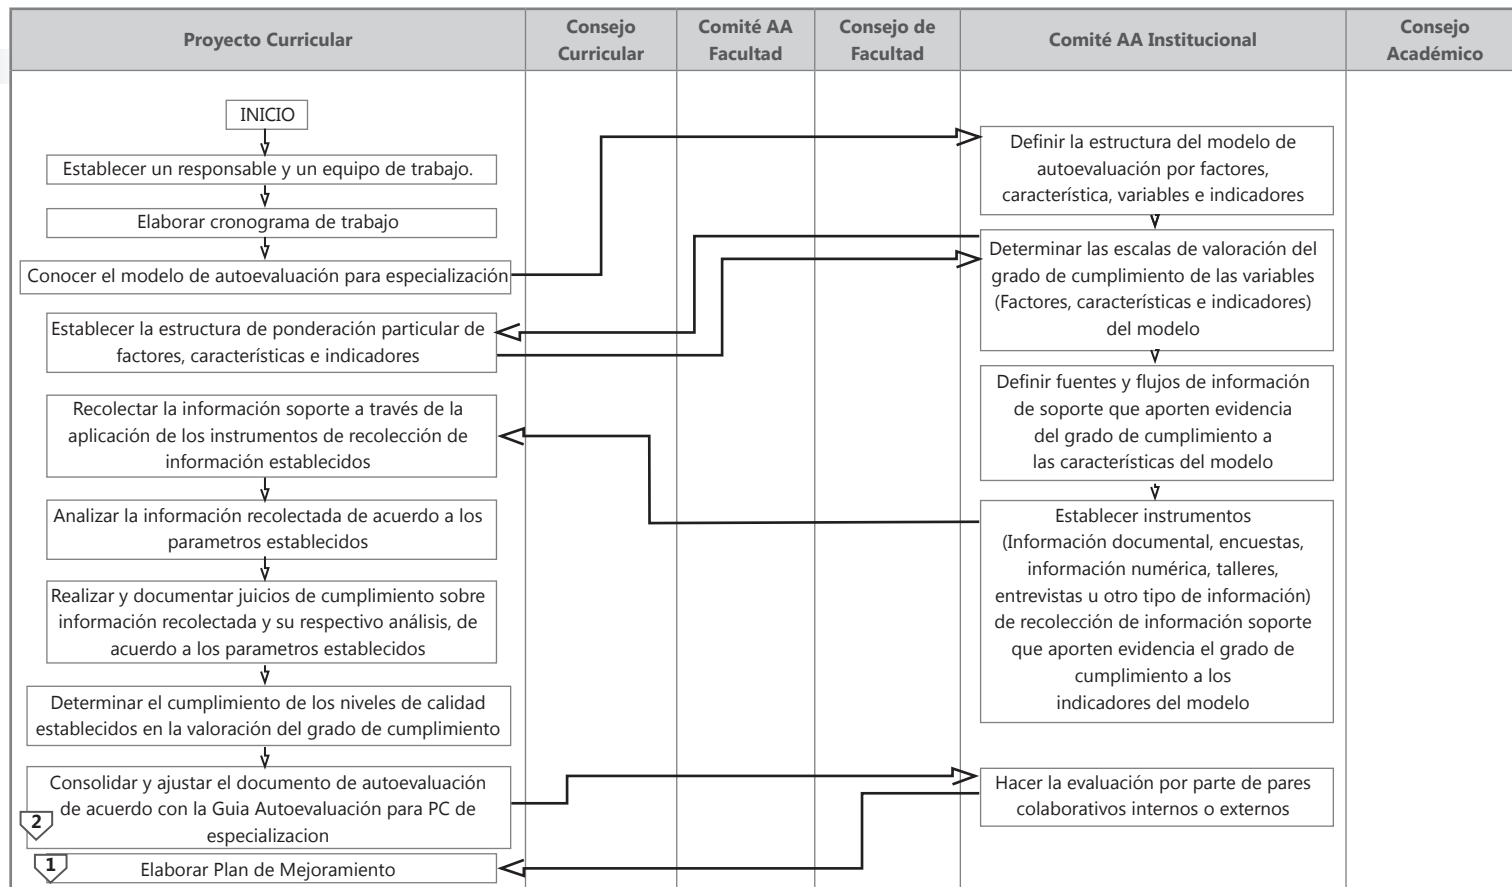 Proyecto Curricular
Consejo
Curricular
Comité AA
Facultad
Consejo de
Facultad
Comité AA Institucional
Consejo
Académico
INICIO
Establecer un responsable y un equipo de trabajo.
Elaborar cronograma de trabajo
Conocer el modelo de autoevaluación para especialización
Establecer la estructura de ponderación particular de
factores, características e indicadores
Recolectar la información soporte a través de la
aplicación de los instrumentos de recolección de
información establecidos
Analizar la información recolectada de acuerdo a los
parametros establecidos
Realizar y documentar juicios de cumplimiento sobre
información recolectada y su respectivo análisis, de
acuerdo a los parametros establecidos
Determinar el cumplimiento de los niveles de calidad
establecidos en la valoración del grado de cumplimiento
Consolidar y ajustar el documento de autoevaluación
de acuerdo con la Guia Autoevaluación para PC de
especializacion
2
1
Elaborar Plan de Mejoramiento
Definir la estructura del modelo de
autoevaluación por factores,
característica, variables e indicadores
Determinar las escalas de valoración del
grado de cumplimiento de las variables
(Factores, características e indicadores)
del modelo
Definir fuentes y flujos de información
de soporte que aporten evidencia
del grado de cumplimiento a
las características del modelo
Establecer instrumentos
(Información documental, encuestas,
información numérica, talleres,
entrevistas u otro tipo de información)
de recolección de información soporte
que aporten evidencia el grado de
cumplimiento a los
indicadores del modelo
Hacer la evaluación por parte de pares
colaborativos internos o externos